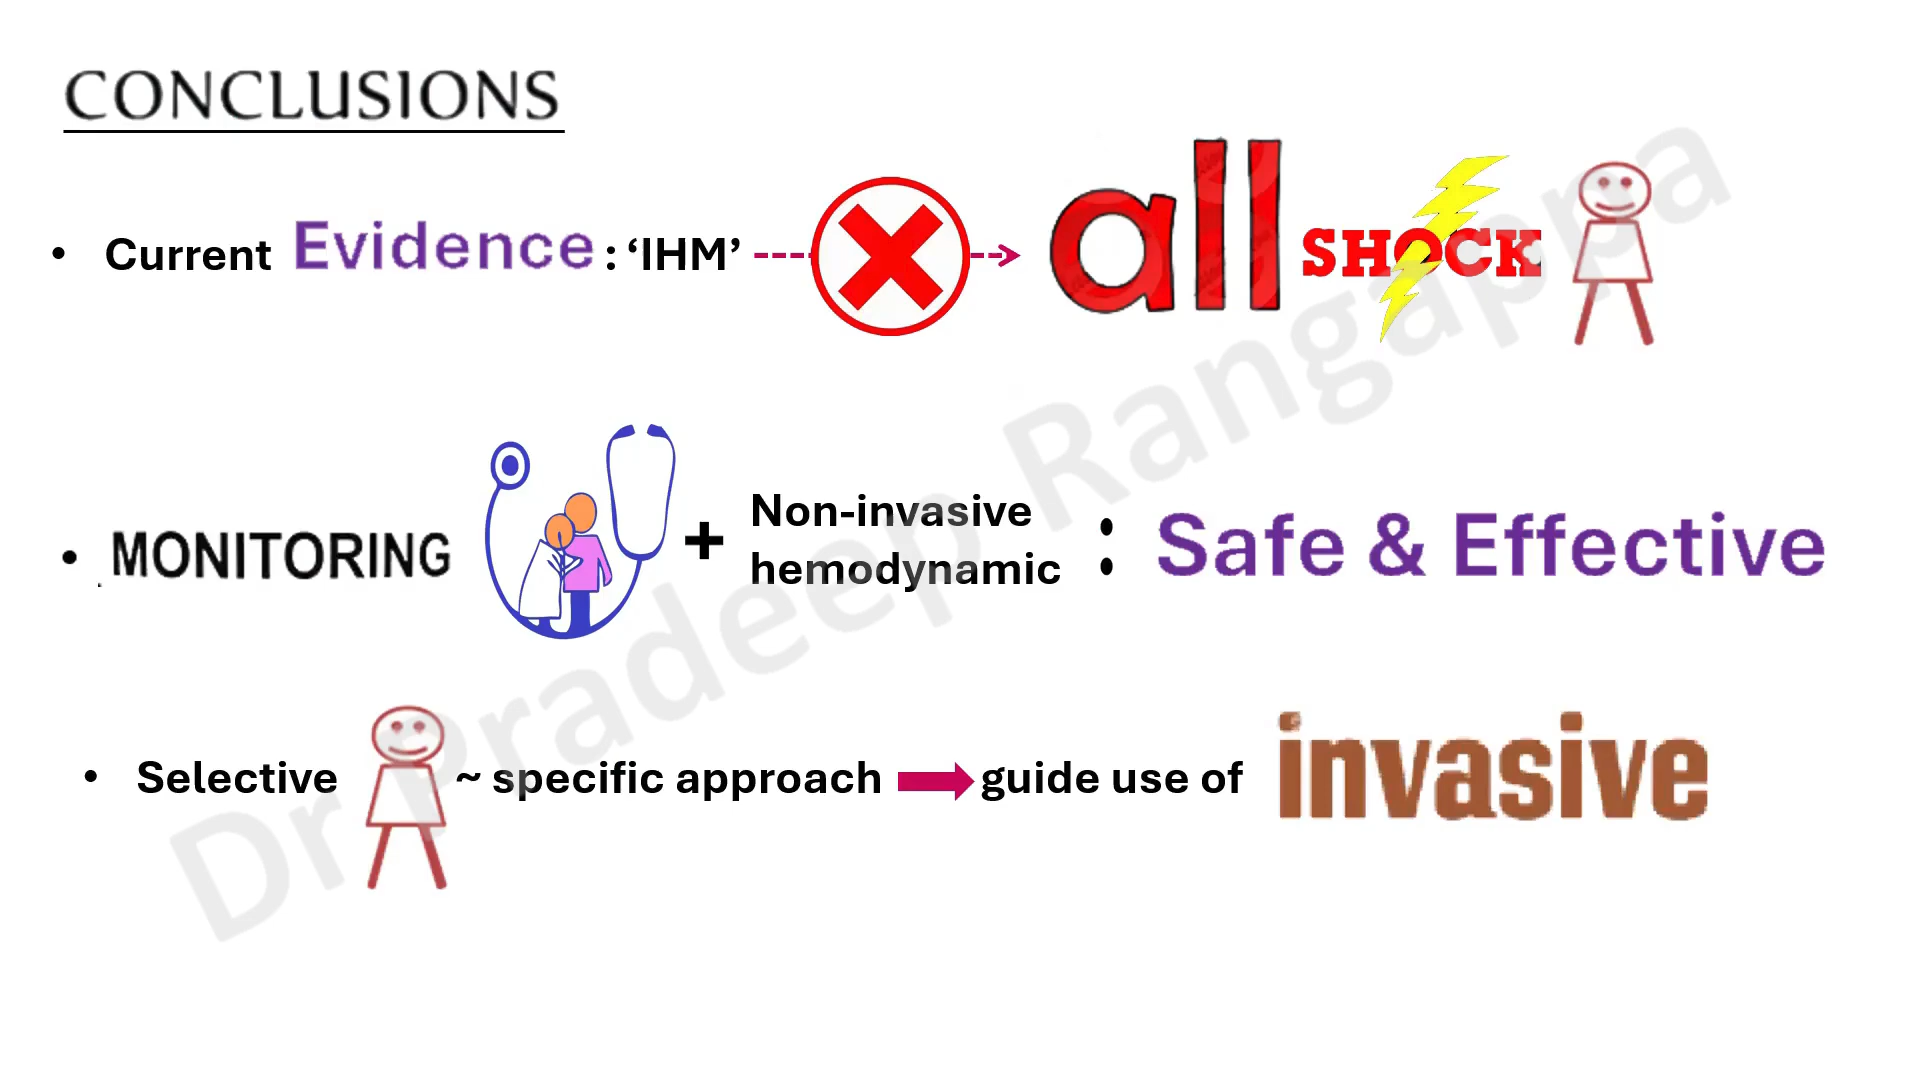 CONCLUSIONS
• Current Evidence : ‘IHM’ all SHOCK
• MONITORING + Non-invasive hemodynamic : Safe & Effective
• Selective ~ specific approach guide use of invasive
Dr Pradeep Rangappa